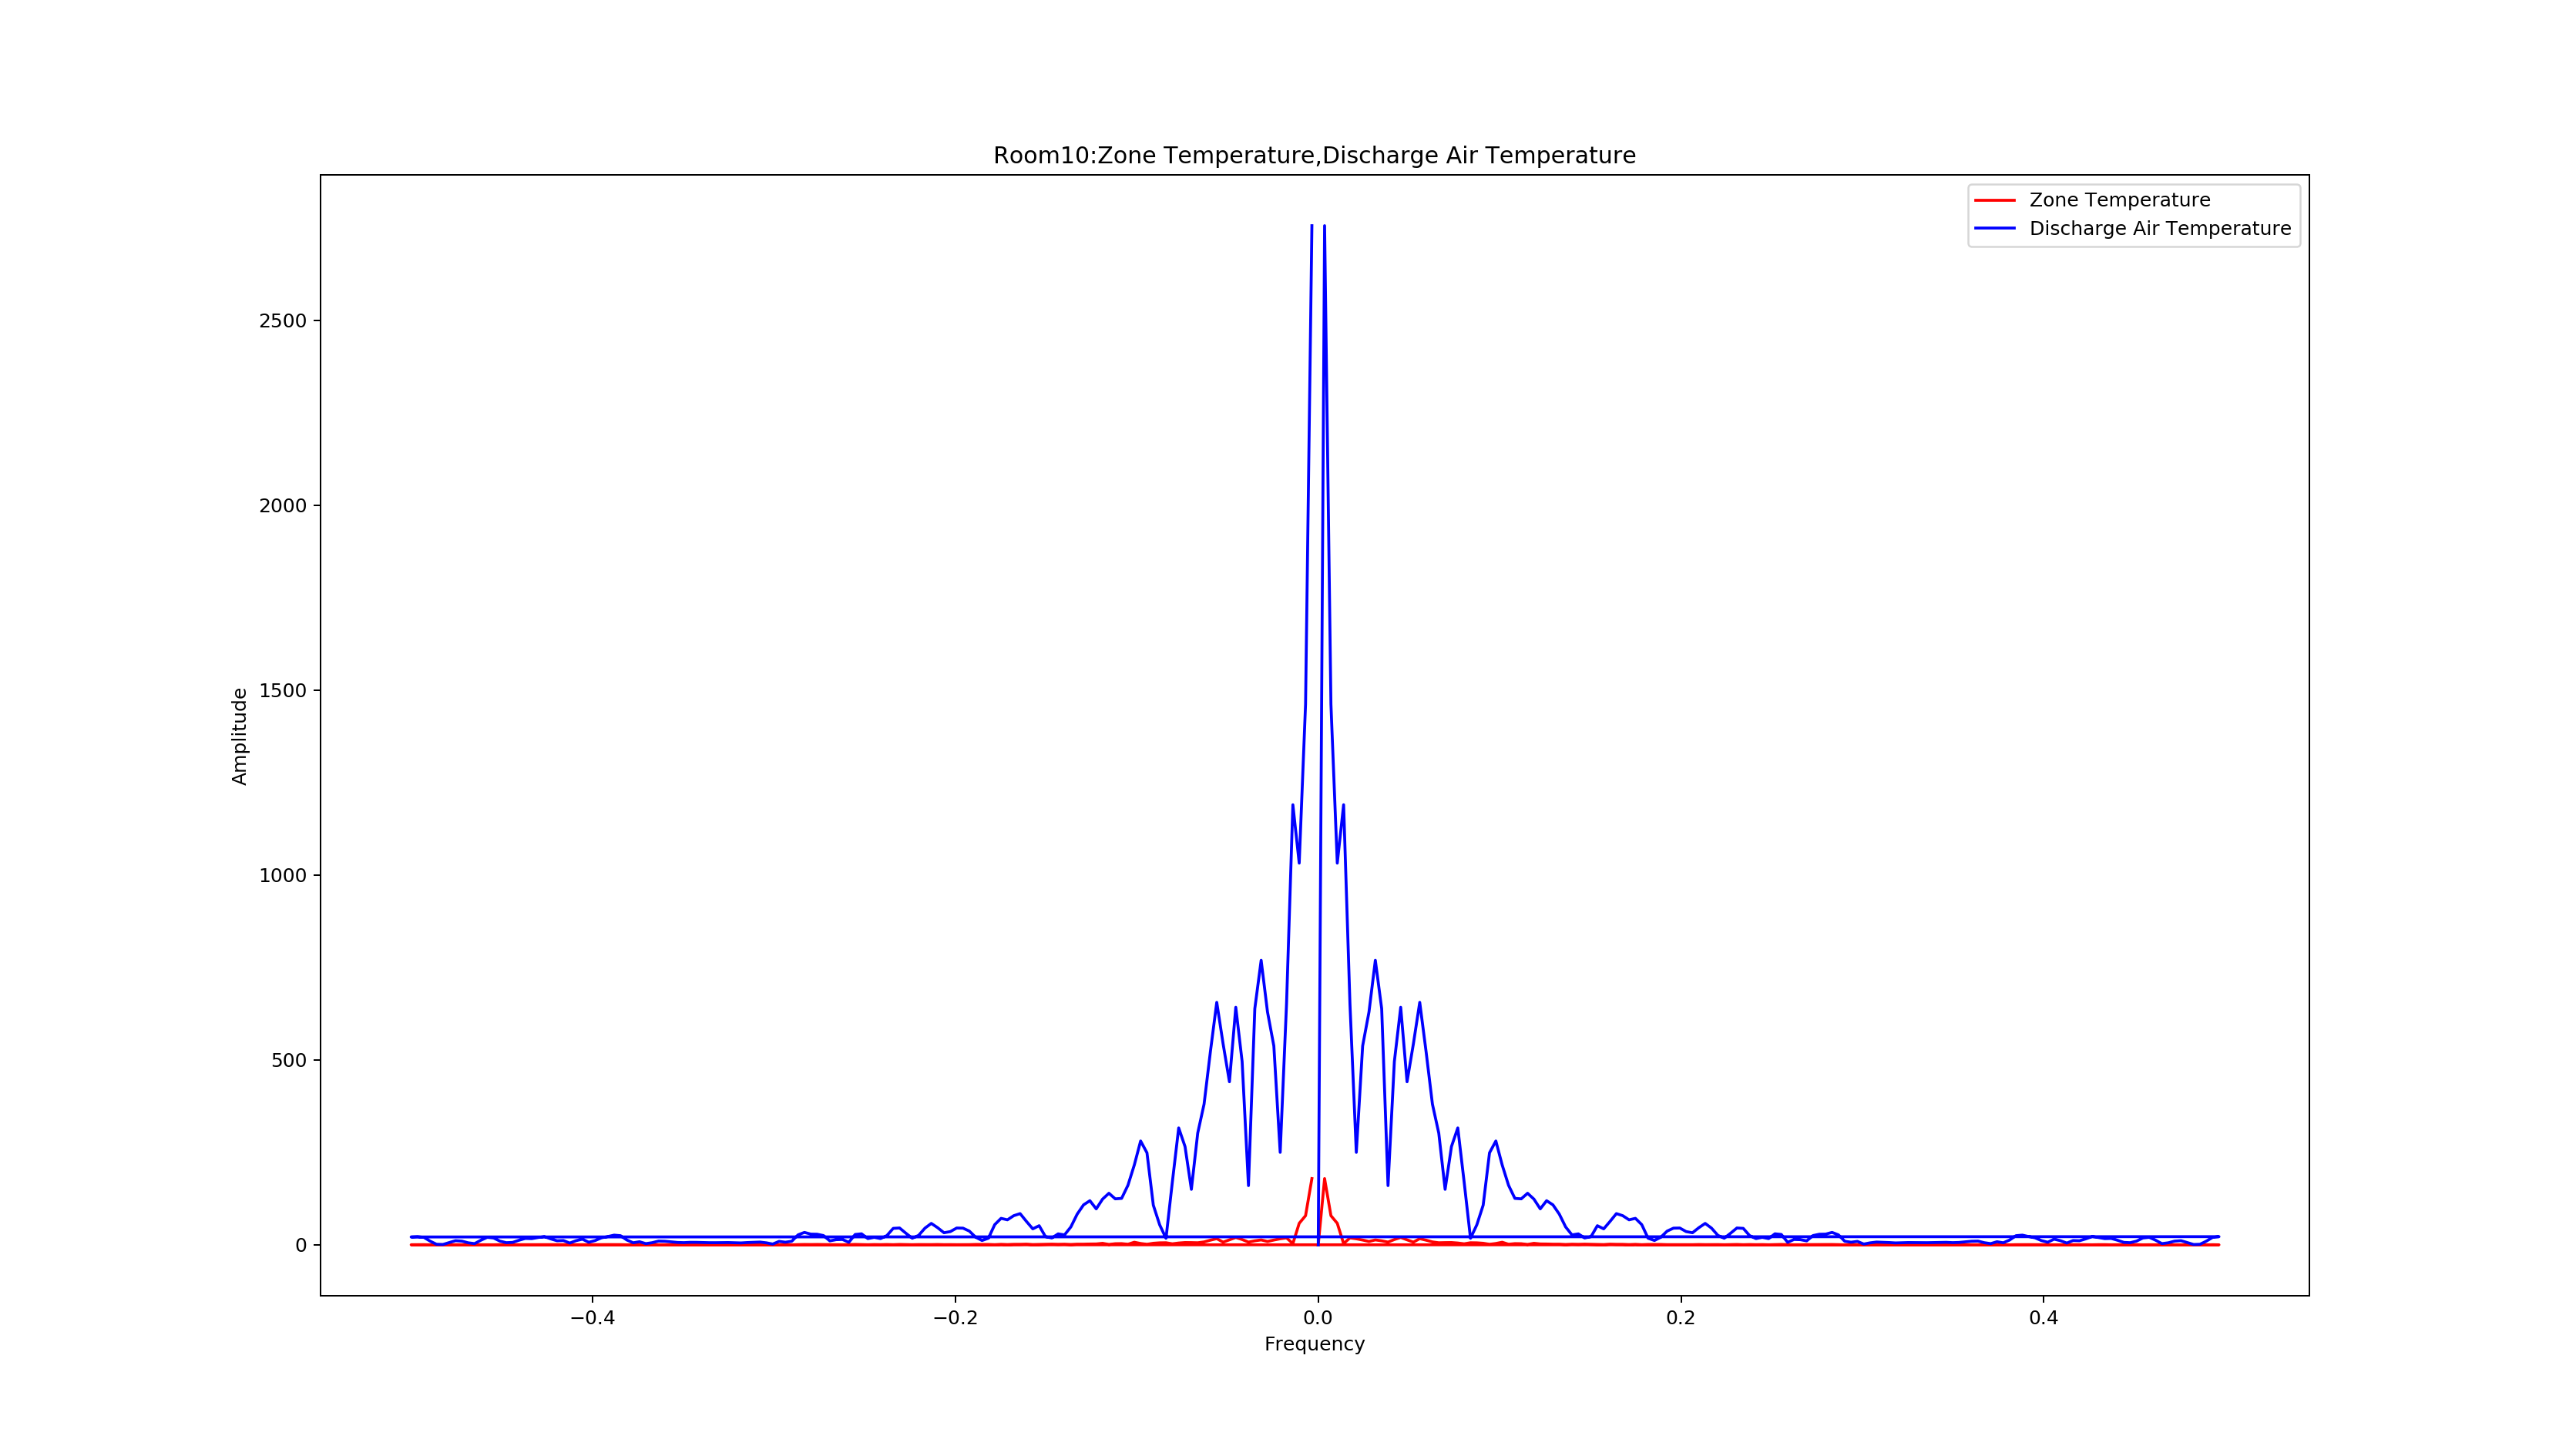 Room10:Zone Temperature,Discharge Air Temperature
Zone Temperature
Discharge Air Temperature
2500
2000
1500
1000
500
0
Amplitude
−0.4
−0.2
0.0
0.2
0.4
Frequency